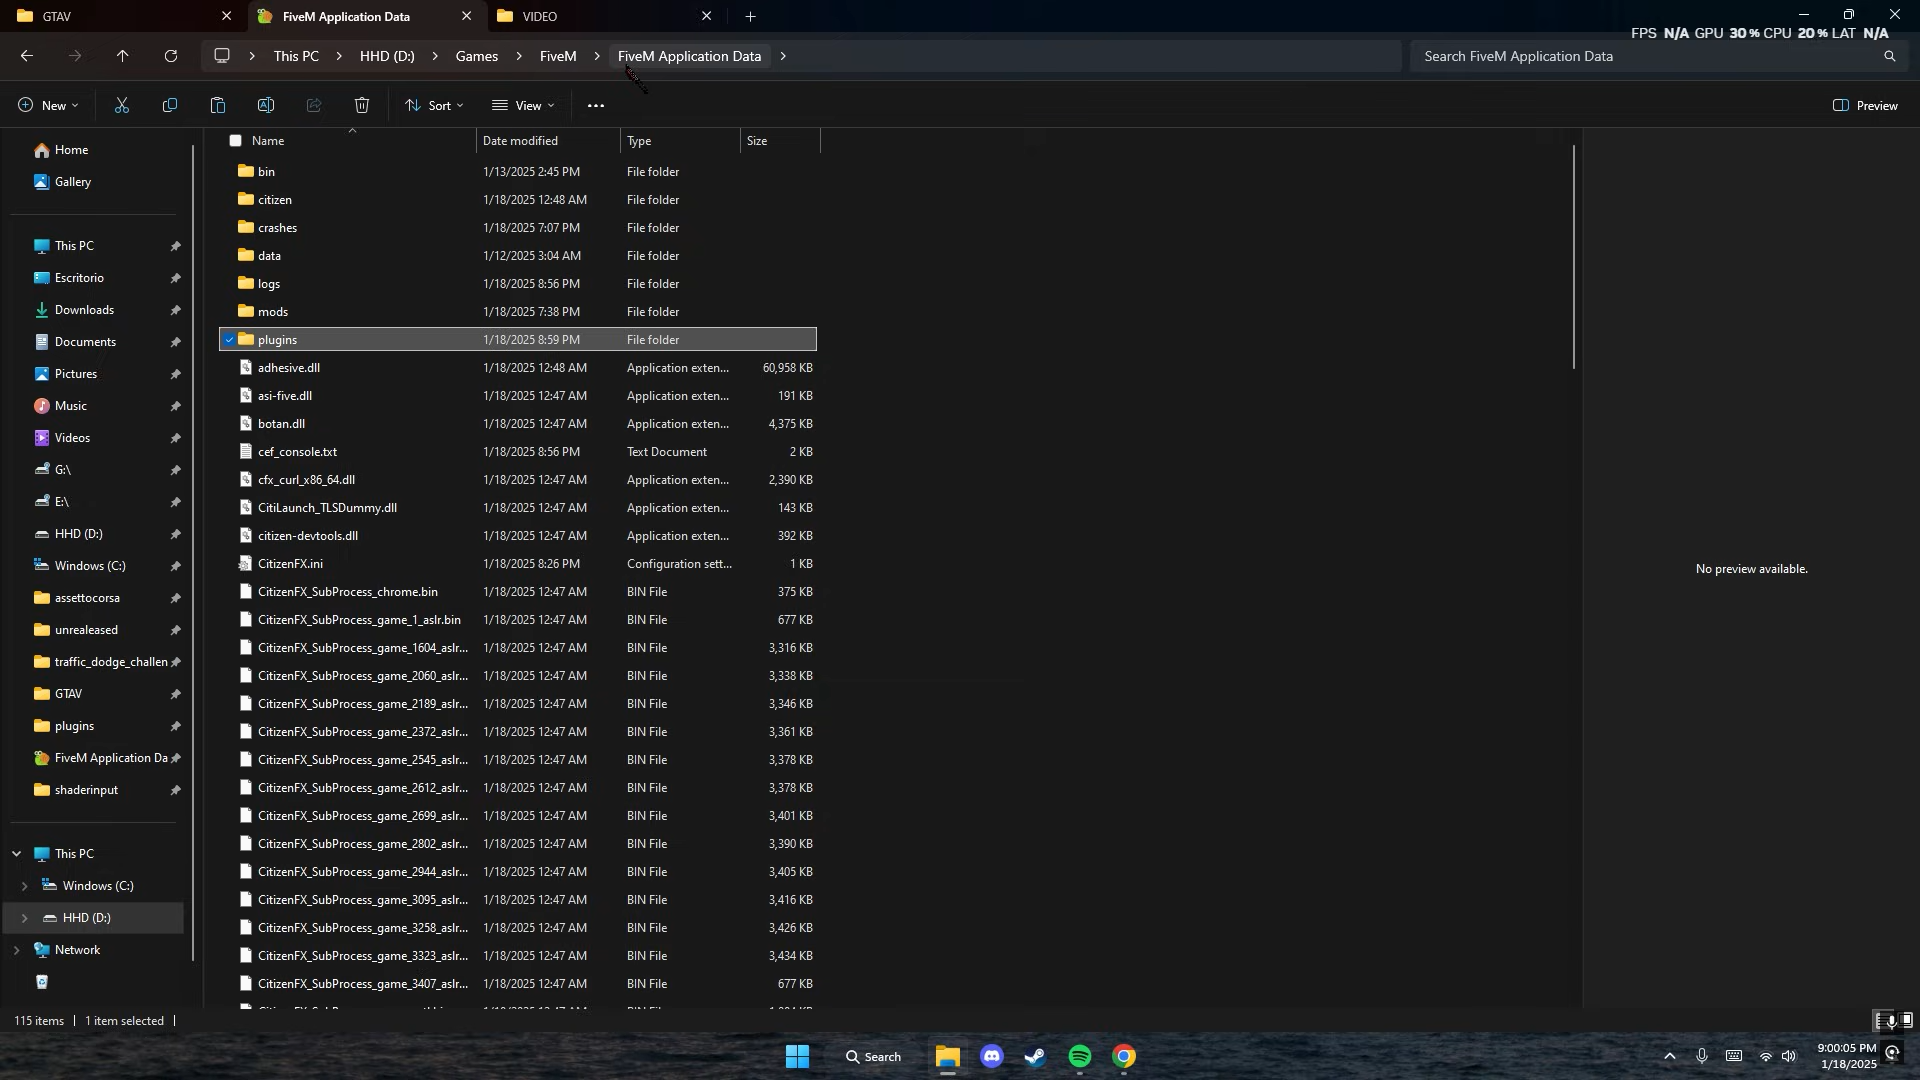 GTAV
FiveM Application Data
VIDEO
FPS N/A GPU 30 % CPU 20 % LAT N/A
This PC > HHD (D:) > Games > FiveM > FiveM Application Data >
Search FiveM Application Data
New
Sort
View
Preview
Name Date modified Type Size
Home
Gallery
This PC
Escritorio
Downloads
Documents
Pictures
Music
Videos
G:\
E:\
HHD (D:)
Windows (C:)
assettocorsa
unrealeased
traffic_dodge_challen
GTAV
plugins
FiveM Application Da
shaderinput
This PC
Windows (C:)
HHD (D:)
Network
bin 1/13/2025 2:45 PM File folder
citizen 1/18/2025 12:48 AM File folder
crashes 1/18/2025 7:07 PM File folder
data 1/12/2025 3:04 AM File folder
logs 1/18/2025 8:56 PM File folder
mods 1/18/2025 7:38 PM File folder
plugins 1/18/2025 8:59 PM File folder
adhesive.dll 1/18/2025 12:48 AM Application exten... 60,958 KB
asi-five.dll 1/18/2025 12:47 AM Application exten... 191 KB
botan.dll 1/18/2025 12:47 AM Application exten... 4,375 KB
cef_console.txt 1/18/2025 8:56 PM Text Document 2 KB
cfx_curl_x86_64.dll 1/18/2025 12:47 AM Application exten... 2,390 KB
CitiLaunch_TLSDummy.dll 1/18/2025 12:47 AM Application exten... 143 KB
citizen-devtools.dll 1/18/2025 12:47 AM Application exten... 392 KB
CitizenFX.ini 1/18/2025 8:26 PM Configuration sett... 1 KB
CitizenFX_SubProcess_chrome.bin 1/18/2025 12:47 AM BIN File 375 KB
CitizenFX_SubProcess_game_1_aslr.bin 1/18/2025 12:47 AM BIN File 677 KB
CitizenFX_SubProcess_game_1604_aslr... 1/18/2025 12:47 AM BIN File 3,316 KB
CitizenFX_SubProcess_game_2060_aslr... 1/18/2025 12:47 AM BIN File 3,338 KB
CitizenFX_SubProcess_game_2189_aslr... 1/18/2025 12:47 AM BIN File 3,346 KB
CitizenFX_SubProcess_game_2372_aslr... 1/18/2025 12:47 AM BIN File 3,361 KB
CitizenFX_SubProcess_game_2545_aslr... 1/18/2025 12:47 AM BIN File 3,378 KB
CitizenFX_SubProcess_game_2612_aslr... 1/18/2025 12:47 AM BIN File 3,378 KB
CitizenFX_SubProcess_game_2699_aslr... 1/18/2025 12:47 AM BIN File 3,401 KB
CitizenFX_SubProcess_game_2802_aslr... 1/18/2025 12:47 AM BIN File 3,390 KB
CitizenFX_SubProcess_game_2944_aslr... 1/18/2025 12:47 AM BIN File 3,405 KB
CitizenFX_SubProcess_game_3095_aslr... 1/18/2025 12:47 AM BIN File 3,416 KB
CitizenFX_SubProcess_game_3258_aslr... 1/18/2025 12:47 AM BIN File 3,426 KB
CitizenFX_SubProcess_game_3323_aslr... 1/18/2025 12:47 AM BIN File 3,434 KB
CitizenFX_SubProcess_game_3407_aslr... 1/18/2025 12:47 AM BIN File 677 KB
No preview available.
115 items 1 item selected
Search
9:00:05 PM
1/18/2025